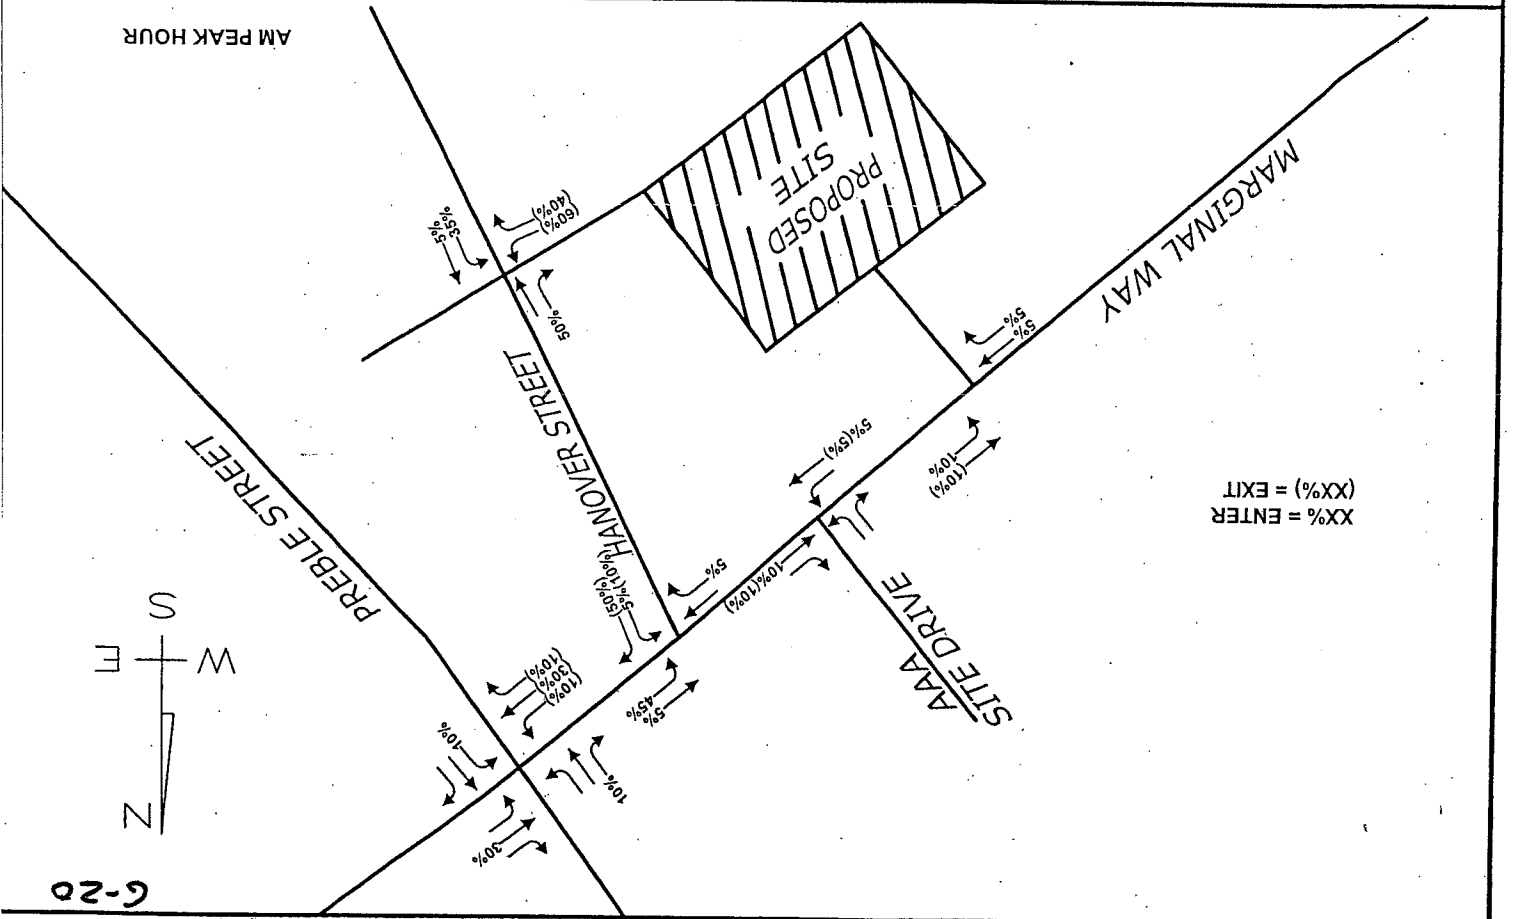 G-20
N
W E
S
30%
10%
10%
(10%)
(30%)
(10%)
5%
45%
AAA
SITE DRIVE
PREBLE STREET
5%(10%)
(50%)
5%
10%(10%)
XX% = ENTER
(XX%) = EXIT
(10%)
10%
5%(5%)
HANOVER
STREET
5%
5%
MARGINAL WAY
50%
PROPOSED
SITE
(60%)
(40%)
35%
5%
AM PEAK HOUR